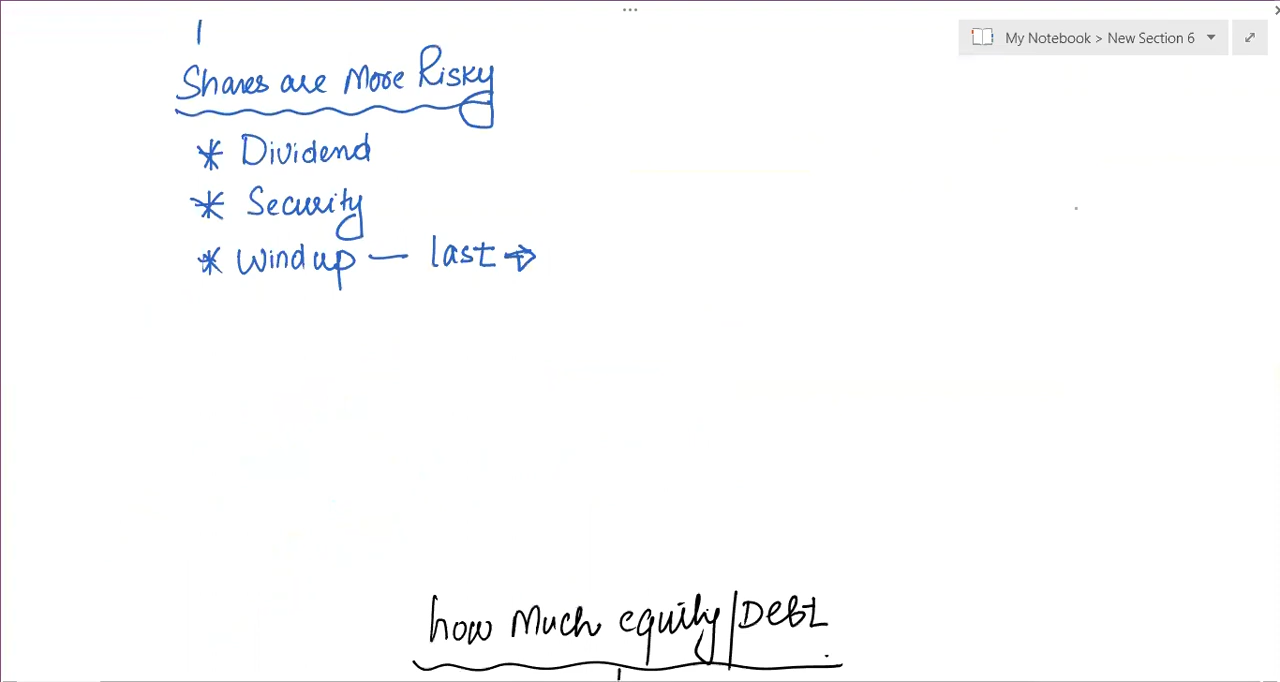 My Notebook > New Section 6
Shares are More Risky
* Dividend
* Security
* Windup — last →
how Much equity/Debt